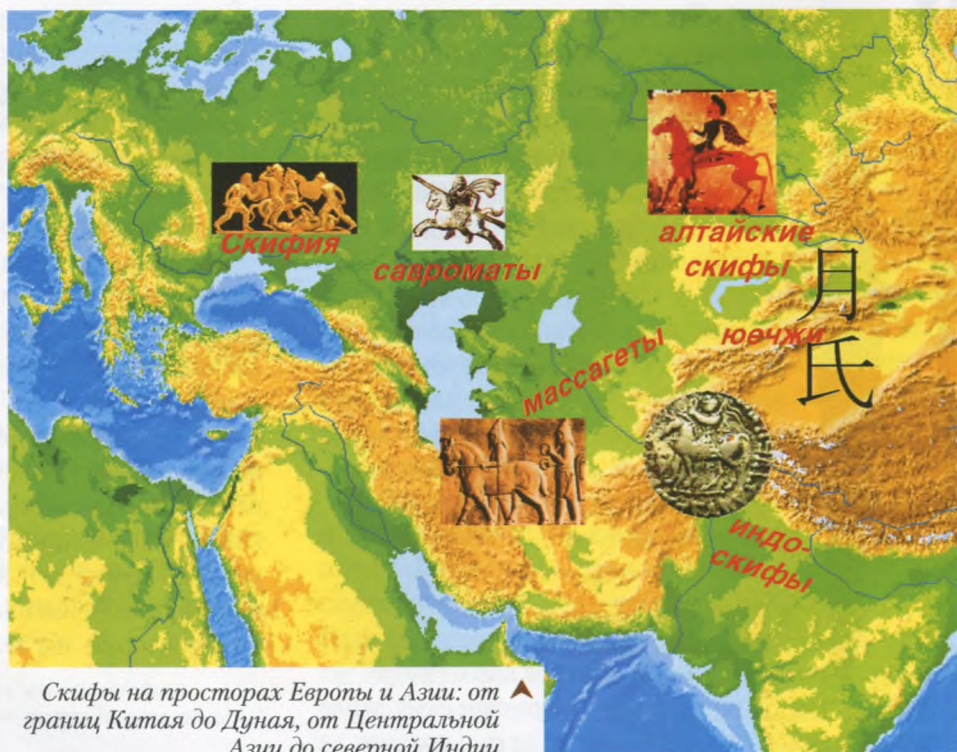 Скифия
савроматы
алтайские
скифы
юечжи
月
氏
массагеты
индо-
скифы
Скифы на просторах Европы и Азии: от
границ Китая до Дуная, от Центральной
Азии до северной Индии